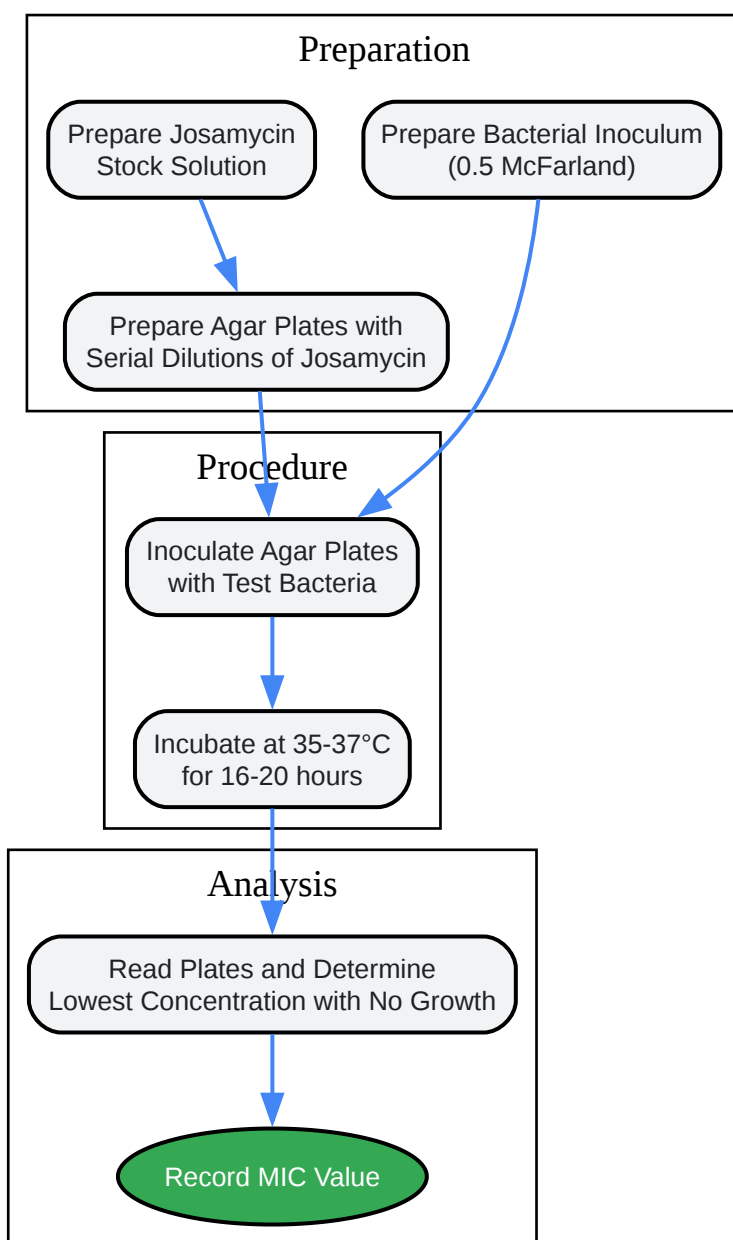 Preparation
Prepare Josamycin
Stock Solution
Prepare Bacterial Inoculum
(0.5 McFarland)
Prepare Agar Plates with
Serial Dilutions of Josamycin
Procedure
Inoculate Agar Plates
with Test Bacteria
Incubate at 35-37°C
for 16-20 hours
Analysis
Read Plates and Determine
Lowest Concentration with No Growth
Record MIC Value